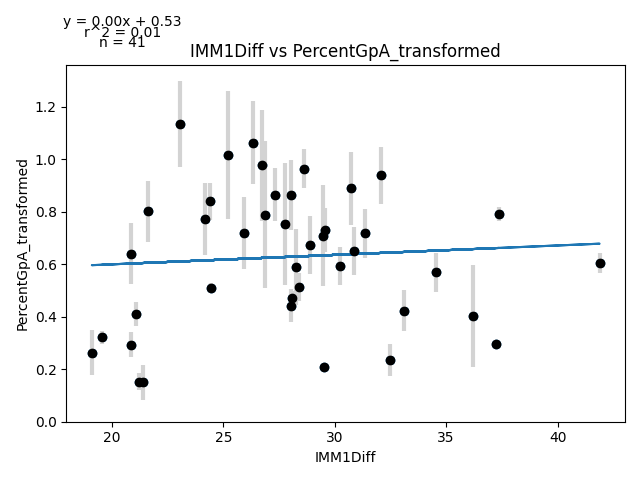 y = 0.00x + 0.53
r^2 = 0.01
n = 41
IMM1Diff vs PercentGpA_transformed
PercentGpA_transformed
1.2
1.0
0.8
0.6
0.4
0.2
0.0
20 25 30 35 40
IMM1Diff